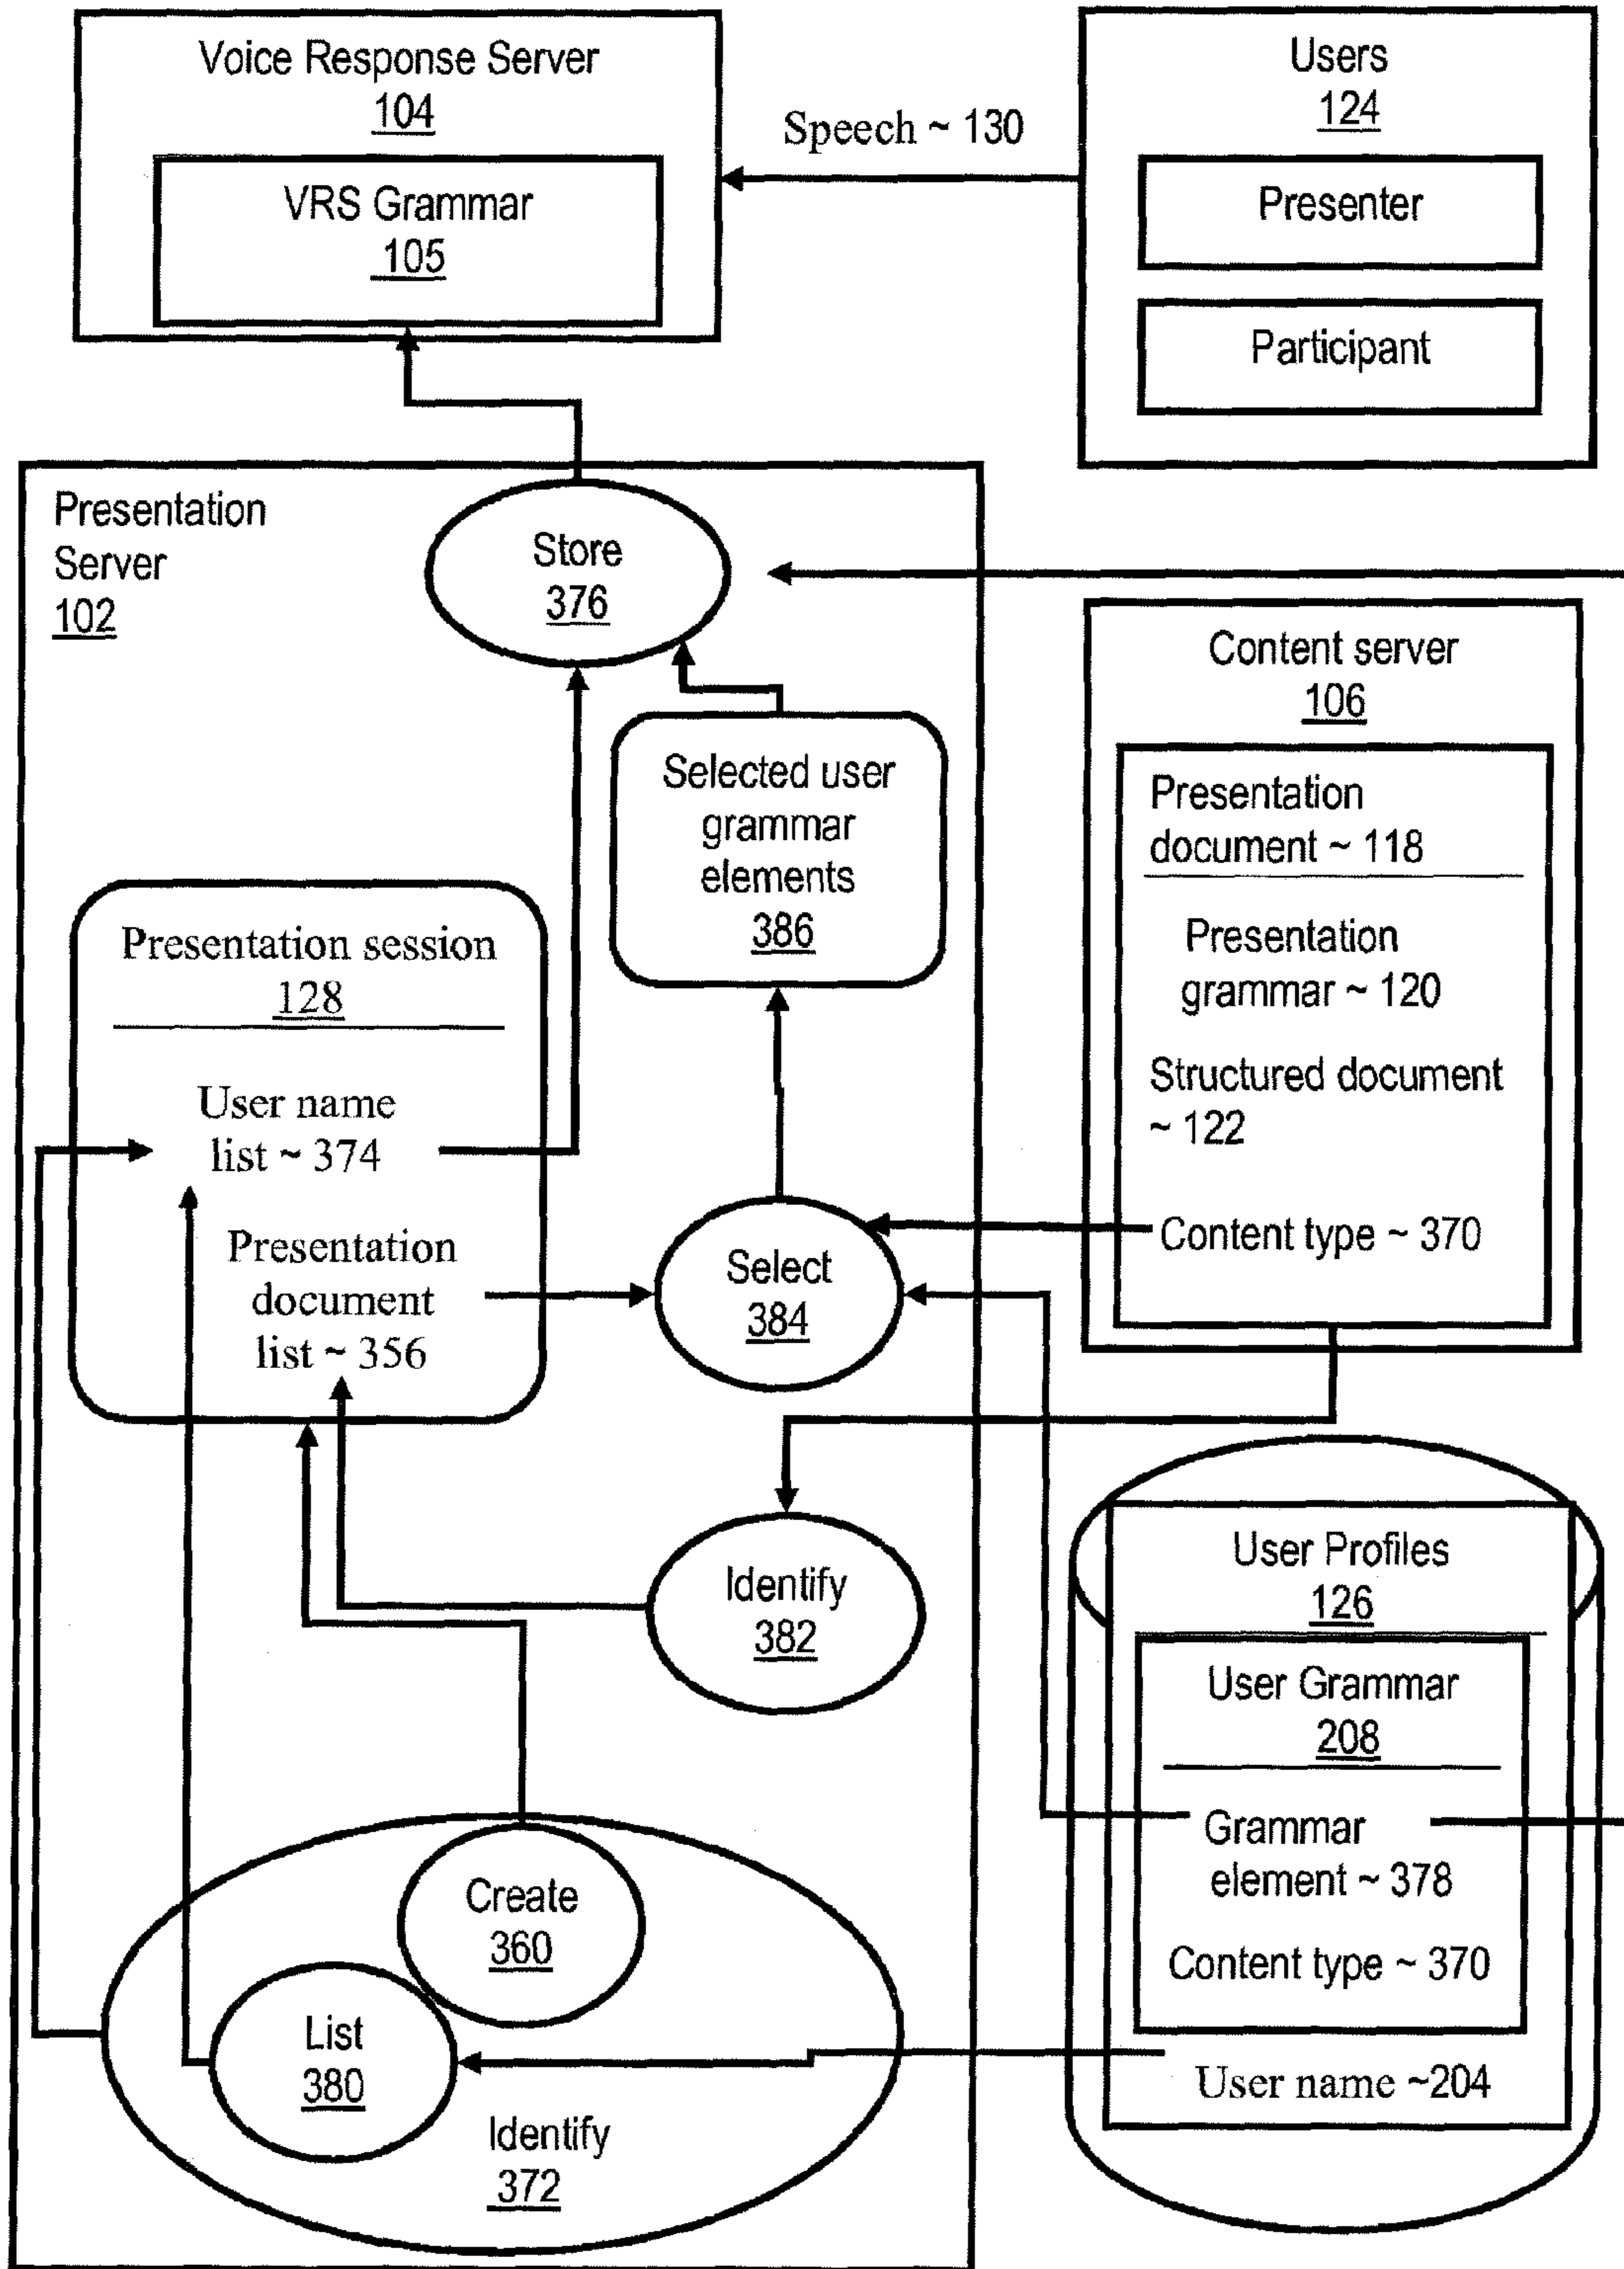 Voice Response Server
104
VRS Grammar
105
Speech ~ 130
Users
124
Presenter
Participant
Presentation
Server
102
Store
376
Selected user
grammar
elements
386
Content server
106
Presentation
document ~ 118
Presentation
grammar ~ 120
Structured document
~ 122
Content type ~ 370
Presentation session
128
User name
list ~ 374
Presentation
document
list ~ 356
Select
384
Identify
382
User Profiles
126
User Grammar
208
Grammar
element ~ 378
Content type ~ 370
User name ~204
Create
360
List
380
Identify
372